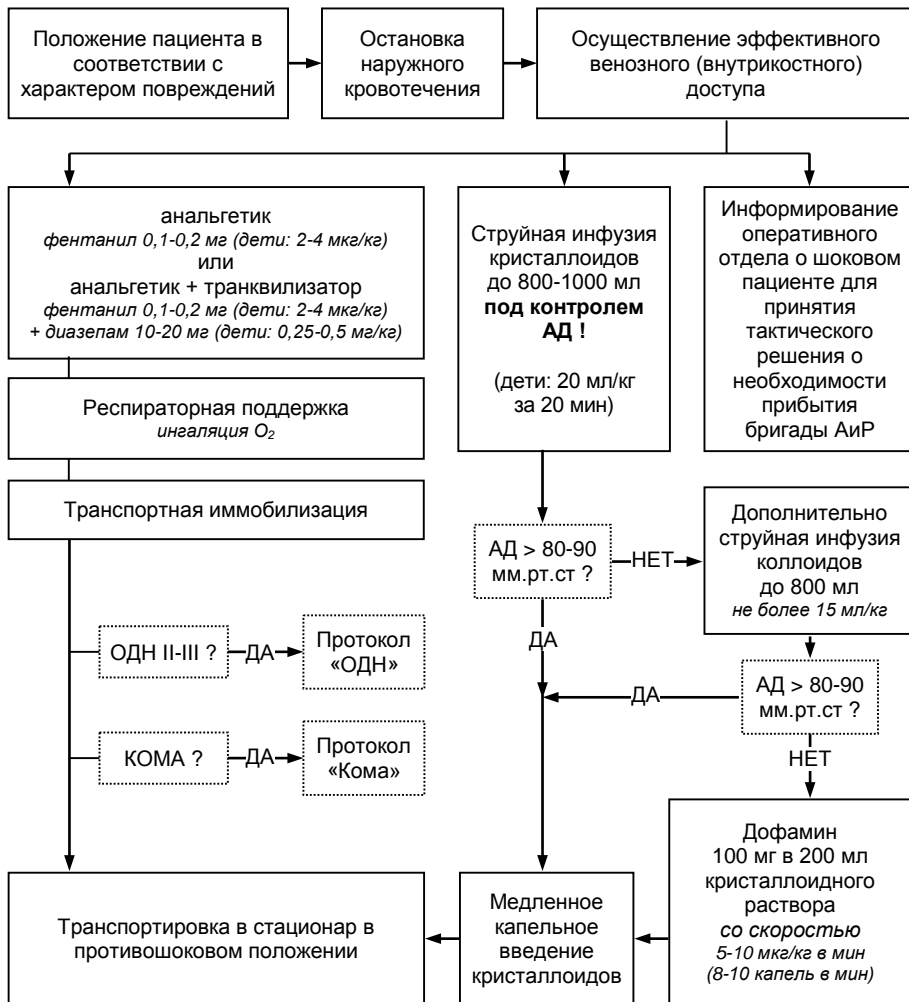 Положение пациента в
соответствии с
характером повреждений
Остановка
наружного
кровотечения
Осуществление эффективного
венозного (внутрикостного)
доступа
анальгетик
фентанил 0,1-0,2 мг (дети: 2-4 мкг/кг)
или
анальгетик + транквилизатор
фентанил 0,1-0,2 мг (дети: 2-4 мкг/кг)
+ диазепам 10-20 мг (дети: 0,25-0,5 мг/кг)
Струйная инфузия
кристаллоидов
до 800-1000 мл
под контролем
АД !
(дети: 20 мл/кг
за 20 мин)
Информирование
оперативного
отдела о шоковом
пациенте для
принятия
тактического
решения о
необходимости
прибытия
бригады АиР
Респираторная поддержка
ингаляция O₂
Транспортная иммобилизация
АД > 80-90
мм.рт.ст ?
НЕТ
Дополнительно
струйная инфузия
коллоидов
до 800 мл
не более 15 мл/кг
ОДН II-III ?
ДА
Протокол
«ОДН»
ДА
ДА
АД > 80-90
мм.рт.ст ?
КОМА ?
ДА
Протокол
«Кома»
НЕТ
Дофамин
100 мг в 200 мл
кристаллоидного
раствора
со скоростью
5-10 мкг/кг в мин
(8-10 капель в мин)
Медленное
капельное
введение
кристаллоидов
Транспортировка в стационар в
противошоковом положении